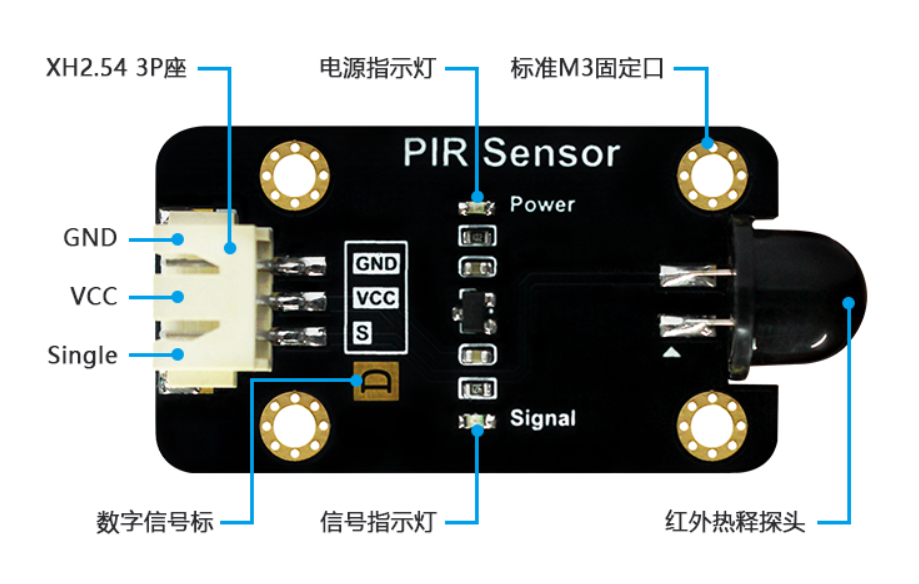 XH2.54 3P座
电源指示灯
标准M3固定口
PIR Sensor
Power
GND
VCC
Single
GND
VCC
S
D
Signal
数字信号标
信号指示灯
红外热释探头